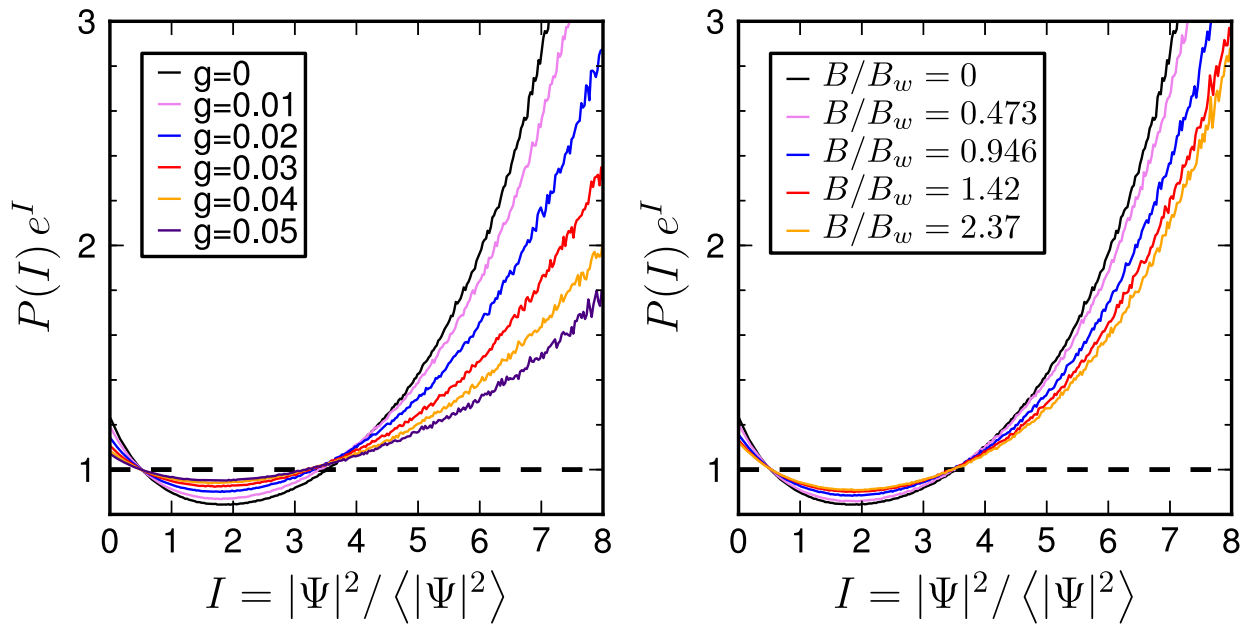 3
2
1
P(I) e^I
g=0
g=0.01
g=0.02
g=0.03
g=0.04
g=0.05
0 1 2 3 4 5 6 7 8
I = |Ψ|²/⟨|Ψ|²⟩
3
2
1
P(I) e^I
B/B_w = 0
B/B_w = 0.473
B/B_w = 0.946
B/B_w = 1.42
B/B_w = 2.37
0 1 2 3 4 5 6 7 8
I = |Ψ|²/⟨|Ψ|²⟩